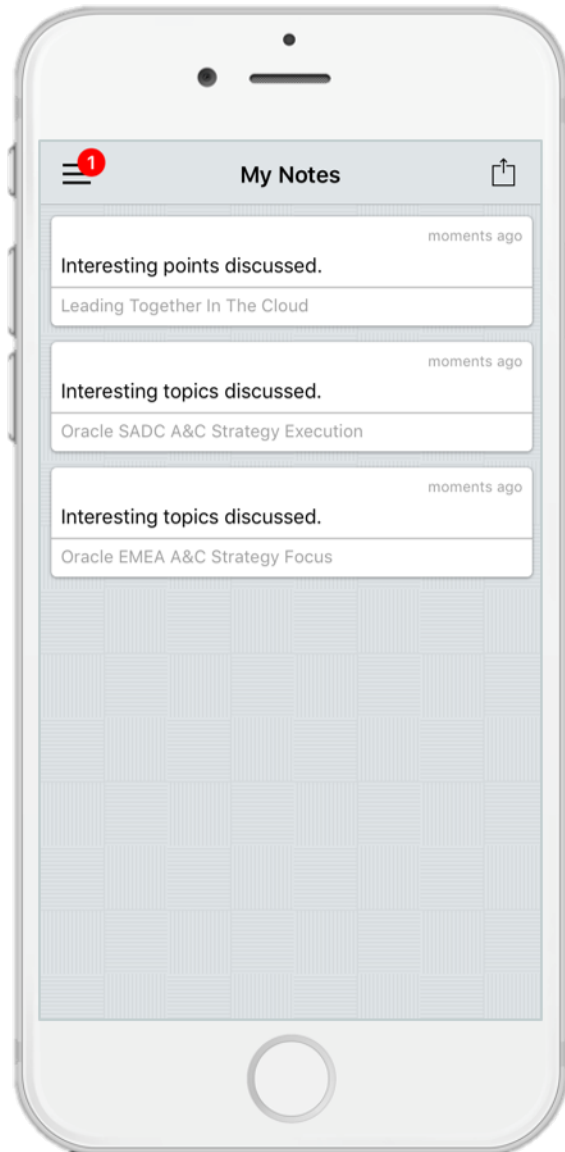 1
My Notes
moments ago
Interesting points discussed.
Leading Together In The Cloud
moments ago
Interesting topics discussed.
Oracle SADC A&C Strategy Execution
moments ago
Interesting topics discussed.
Oracle EMEA A&C Strategy Focus